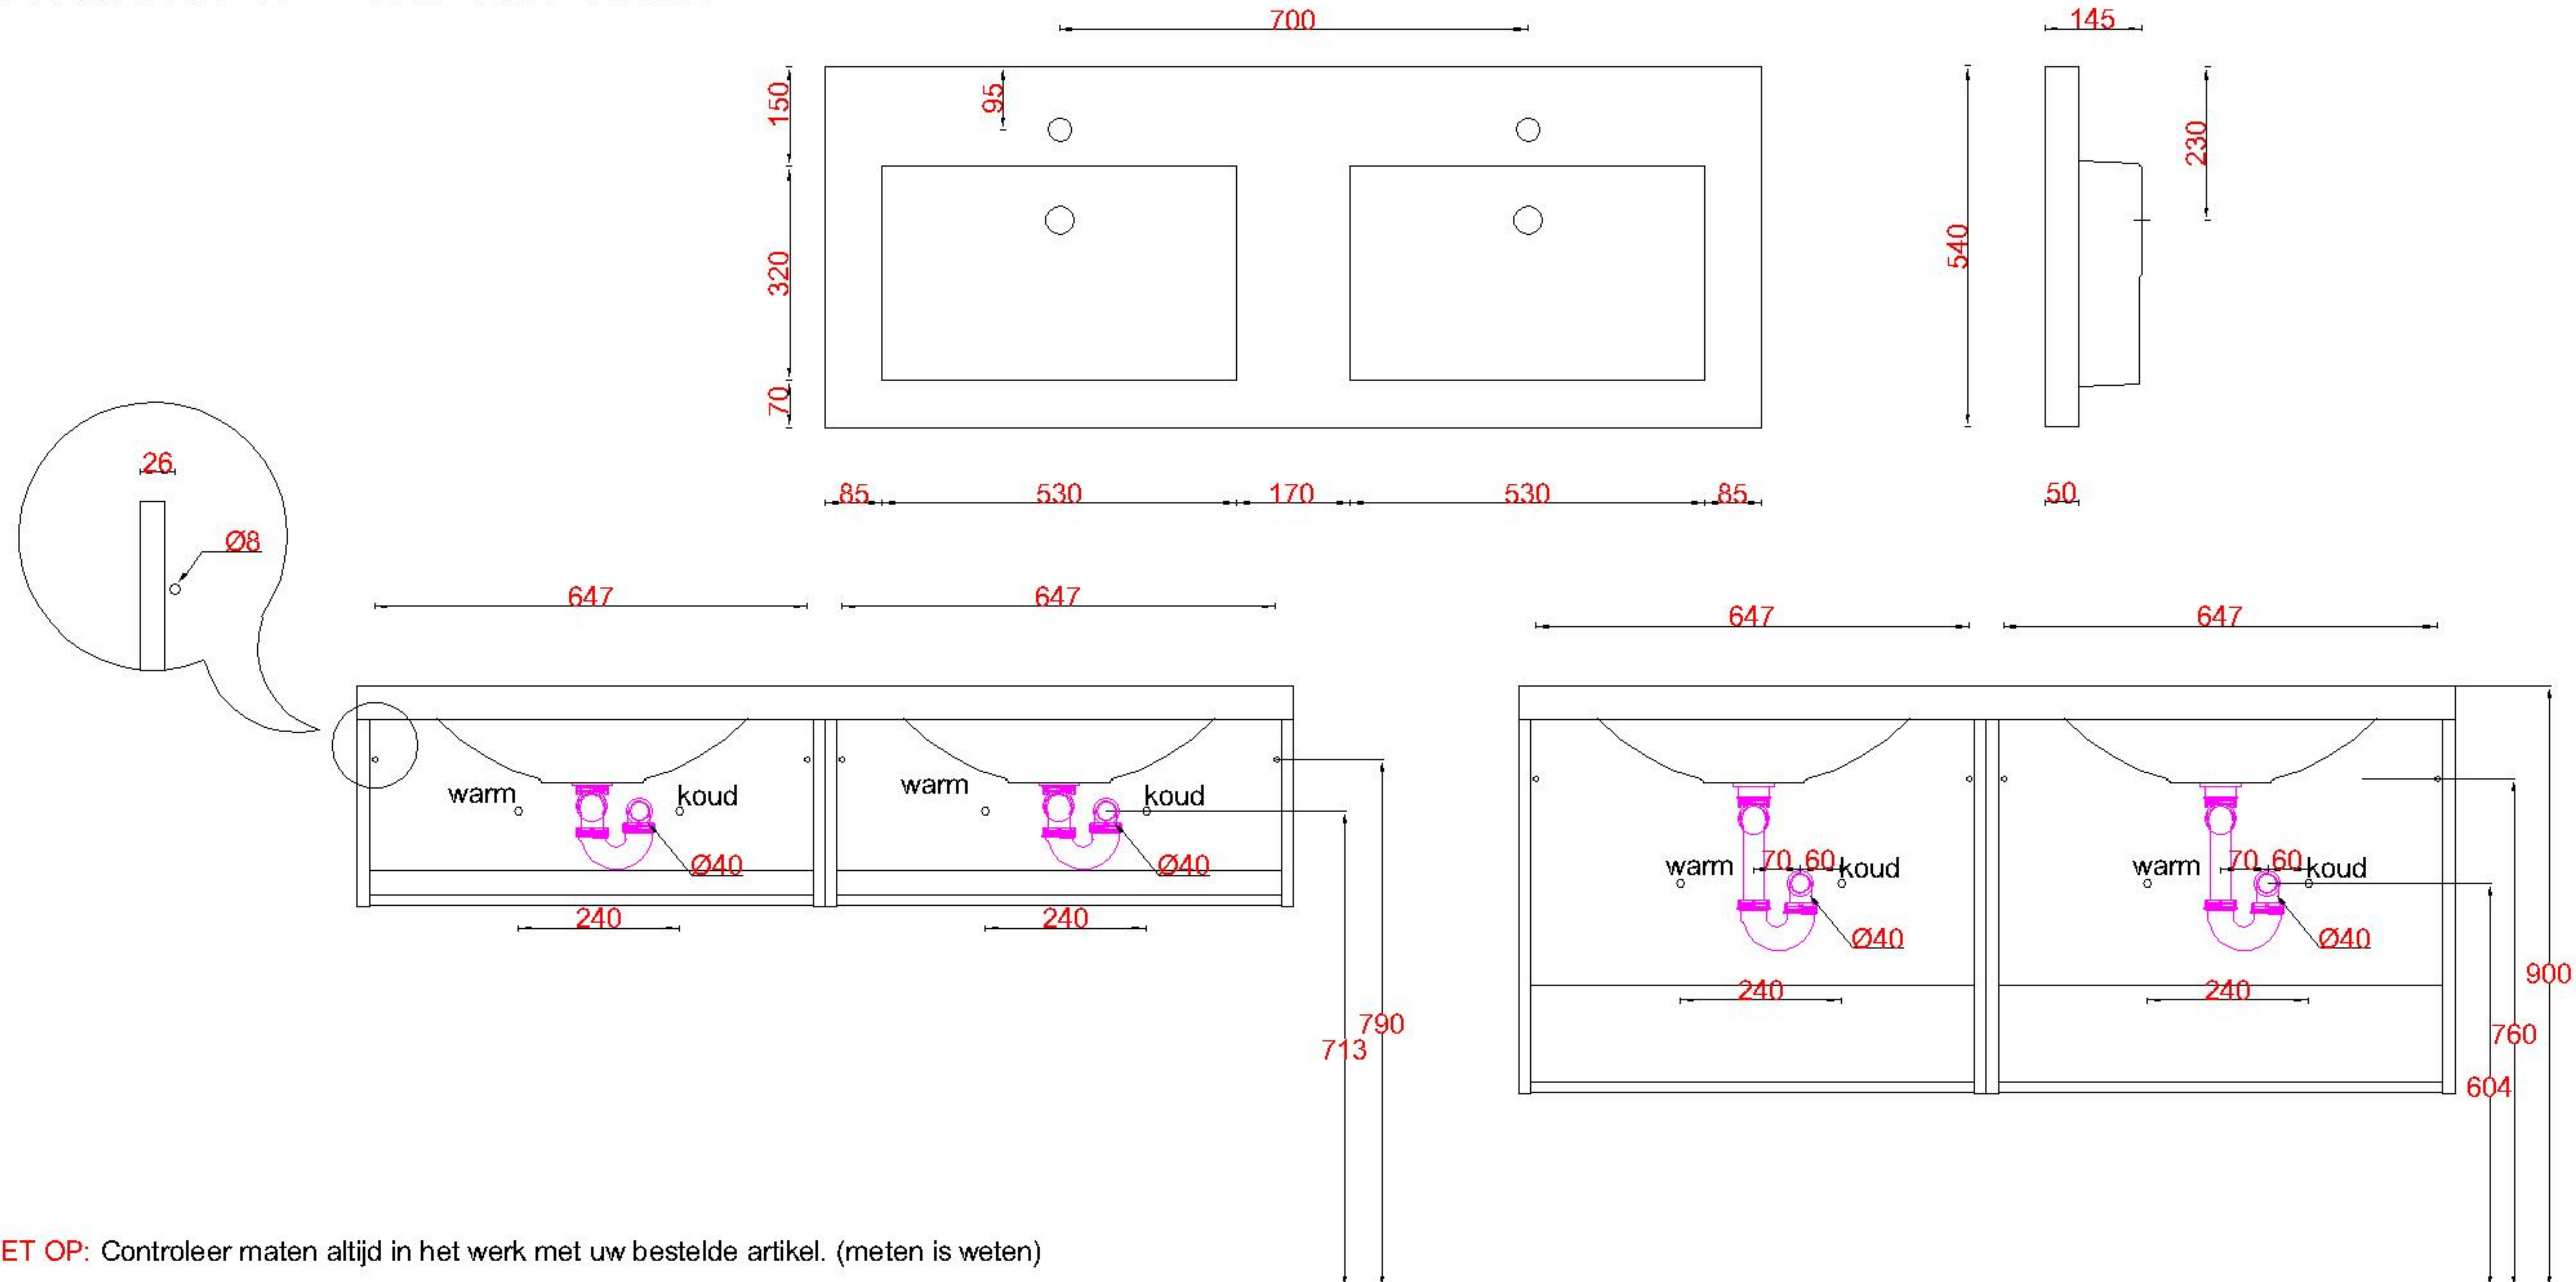 700
145
150
95
230
320
540
70
26
85
530
170
530
85
50
Ø8
647
647
647
647
warm
koud
warm
koud
Ø40
Ø40
240
240
warm
70
60
koud
warm
70
60
koud
Ø40
Ø40
240
240
900
790
760
713
604
ET OP: Controleer maten altijd in het werk met uw bestelde artikel. (meten is weten)